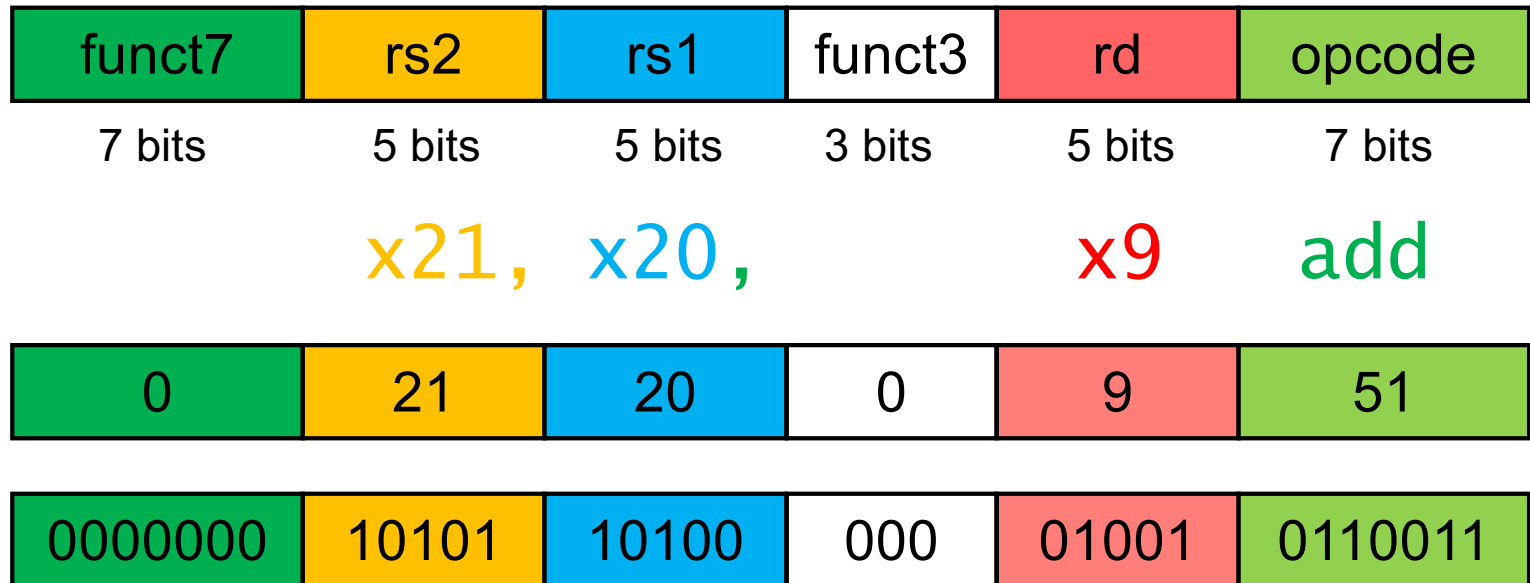 funct7 rs2 rs1 funct3 rd opcode
7 bits 5 bits 5 bits 3 bits 5 bits 7 bits
x21, x20, x9 add
0 21 20 0 9 51
0000000 10101 10100 000 01001 0110011